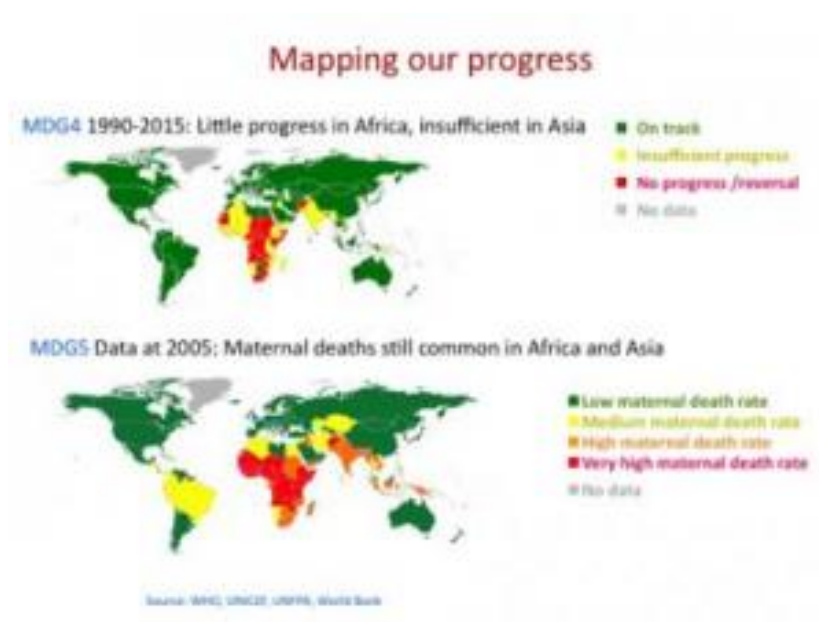 Mapping our progress
MDG4 1990-2015: Little progress in Africa, insufficient in Asia
On track
Insufficient progress
No progress /reversal
No data
MDG5 Data at 2005: Maternal deaths still common in Africa and Asia
Low maternal death rate
Medium maternal death rate
High maternal death rate
Very high maternal death rate
No data
Source: WHO, UNICEF, UNFPA, World Bank